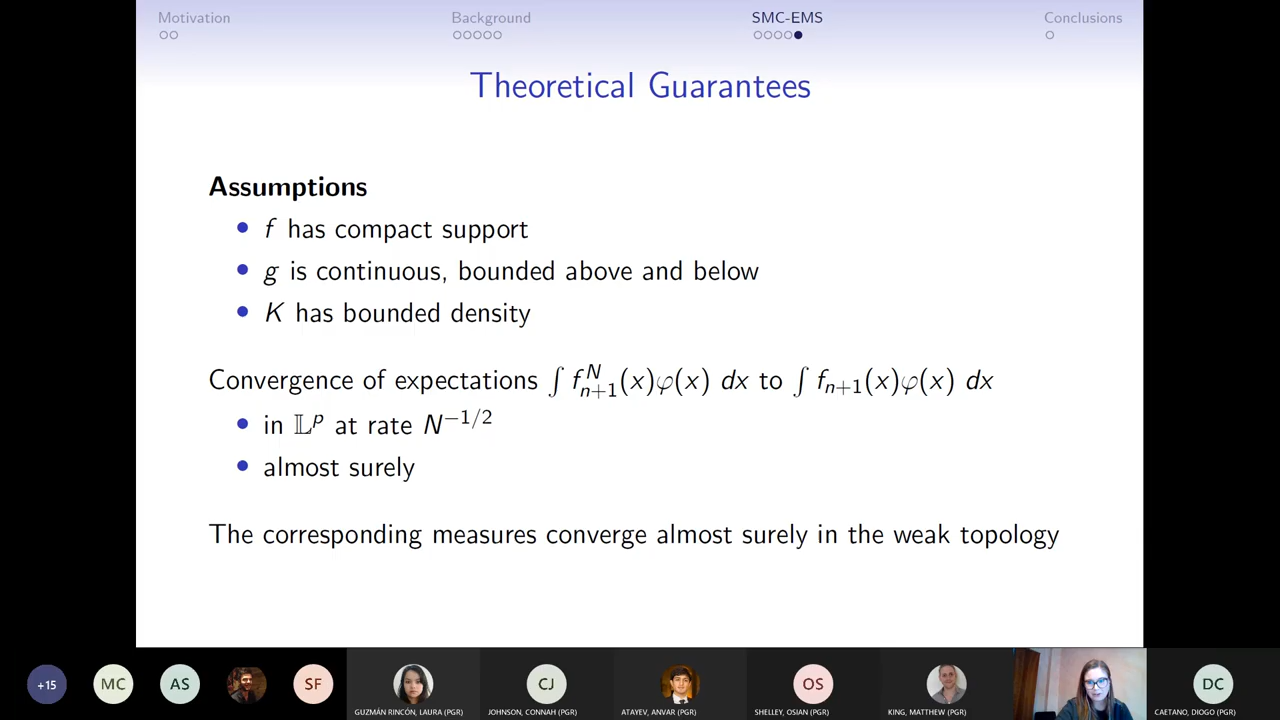 Motivation Background SMC-EMS Conclusions
Theoretical Guarantees
Assumptions
• f has compact support
• g is continuous, bounded above and below
• K has bounded density
Convergence of expectations ∫ f_{n+1}^N(x)φ(x) dx to ∫ f_{n+1}(x)φ(x) dx
• in 𝕃^p at rate N^{−1/2}
• almost surely
The corresponding measures converge almost surely in the weak topology
+15 MC AS SF CJ OS DC
GUZMÁN RINCÓN, LAURA (PGR) JOHNSON, CONNAH (PGR) ATAYEV, ANVAR (PGR) SHELLEY, OSIAN (PGR) KING, MATTHEW (PGR) CAETANO, DIOGO (PGR)